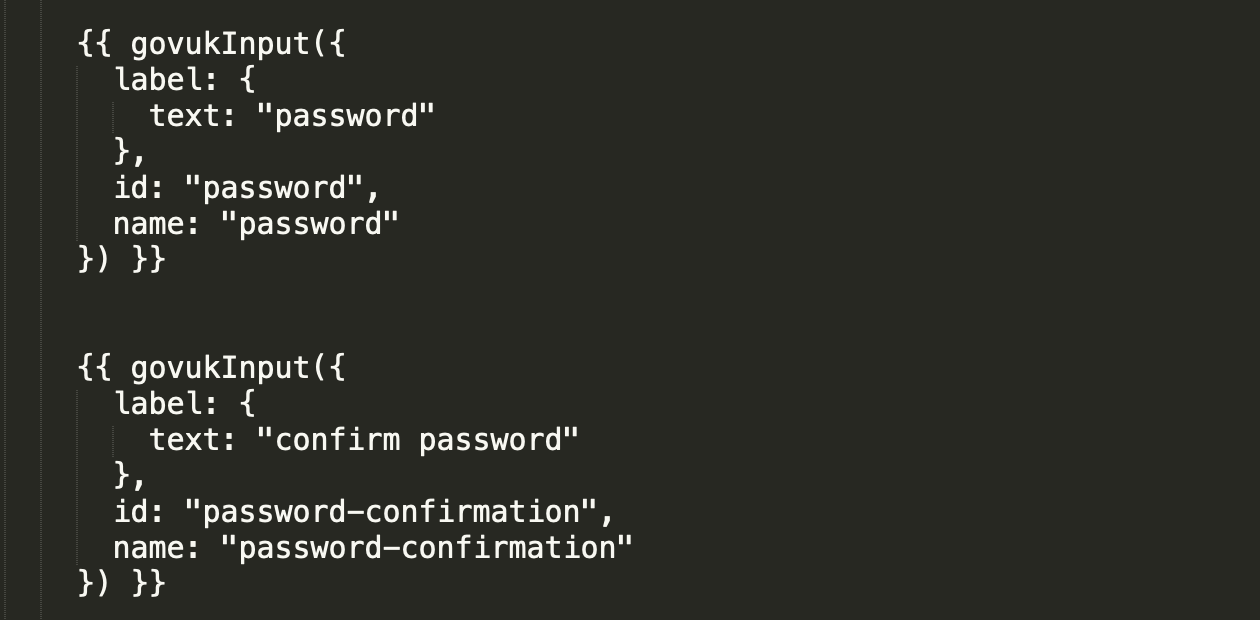 {{ govukInput({
label: {
text: "password"
},
id: "password",
name: "password"
}) }}
{{ govukInput({
label: {
text: "confirm password"
},
id: "password-confirmation",
name: "password-confirmation"
}) }}